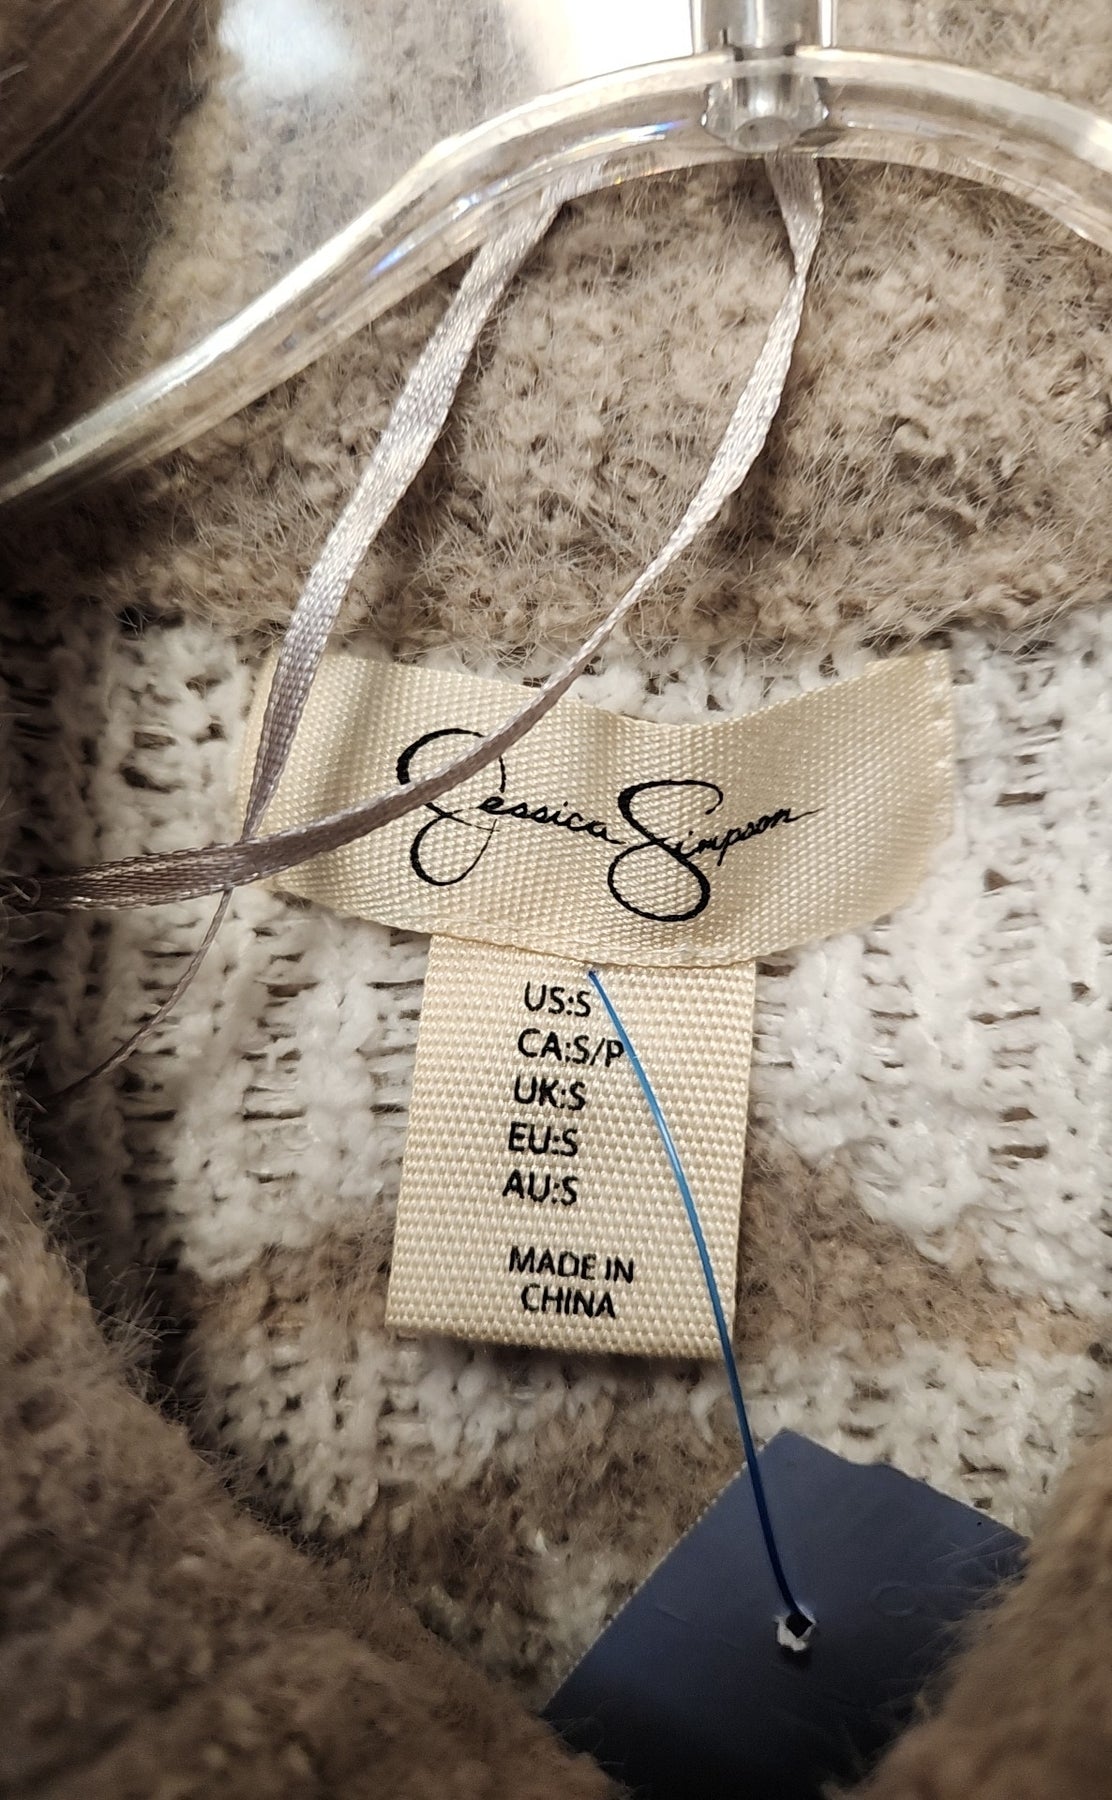 Jessica Simpson
US:S
CA:S/P
UK:S
EU:S
AU:S
MADE IN
CHINA